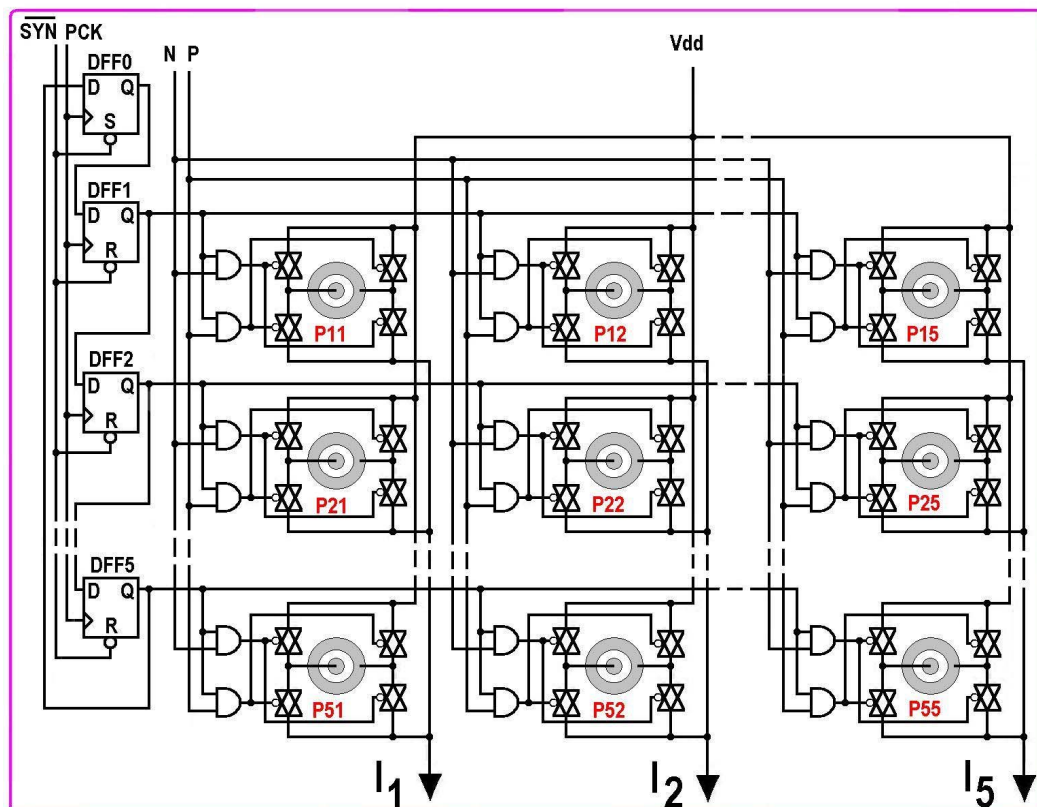 SYN PCK
N P
Vdd
DFF0
D Q
S
DFF1
D Q
R
P11 P12 P15
DFF2
D Q
R
P21 P22 P25
DFF5
D Q
R
P51 P52 P55
I1 I2 I5